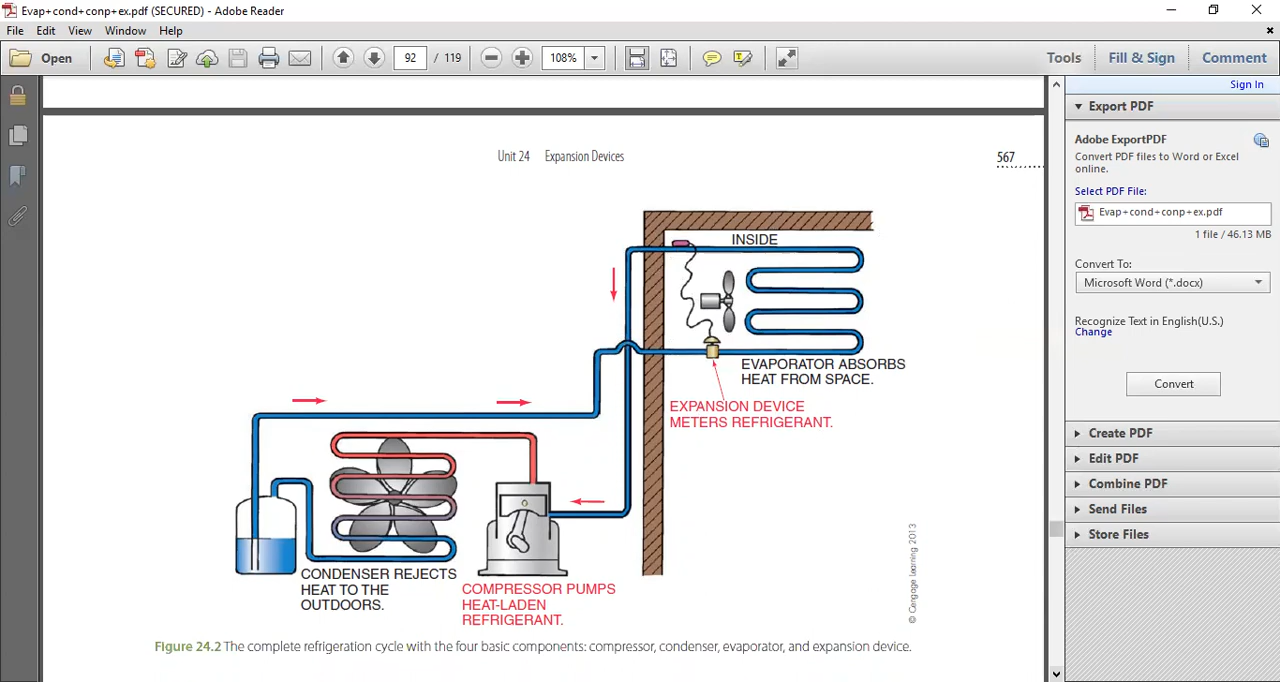 Evap+cond+conp+ex.pdf (SECURED) - Adobe Reader
File Edit View Window Help
Open 92 / 119 108% Tools Fill & Sign Comment
Sign In
Export PDF
Adobe ExportPDF
Convert PDF files to Word or Excel
online.
Select PDF File:
Evap+cond+conp+ex.pdf
1 file / 46.13 MB
Convert To:
Microsoft Word (*.docx)
Recognize Text in English(U.S.)
Change
Convert
Create PDF
Edit PDF
Combine PDF
Send Files
Store Files
Unit 24 Expansion Devices 567
INSIDE
EVAPORATOR ABSORBS
HEAT FROM SPACE.
EXPANSION DEVICE
METERS REFRIGERANT.
CONDENSER REJECTS
HEAT TO THE
OUTDOORS.
COMPRESSOR PUMPS
HEAT-LADEN
REFRIGERANT.
© Cengage Learning 2013
Figure 24.2 The complete refrigeration cycle with the four basic components: compressor, condenser, evaporator, and expansion device.